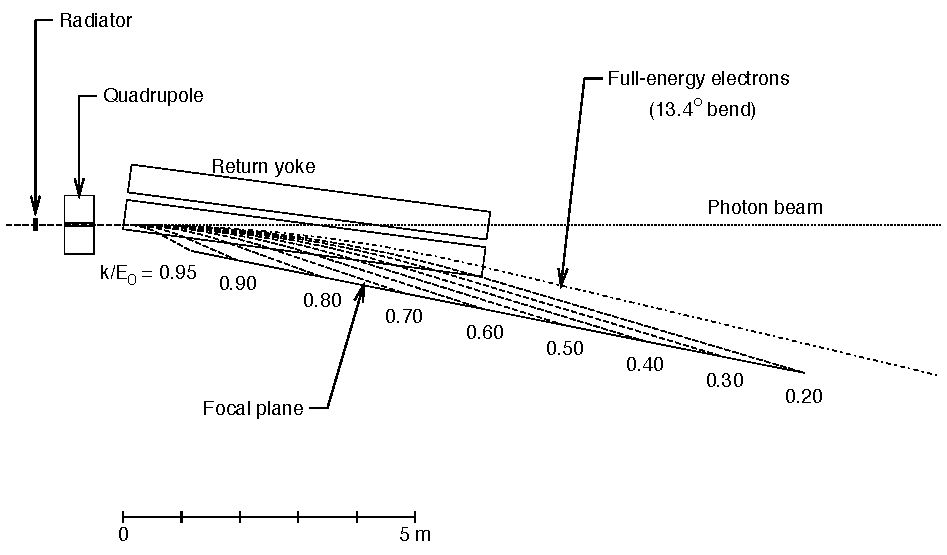 Radiator
Quadrupole
Full-energy electrons
(13.4° bend)
Return yoke
Photon beam
k/E₀ = 0.95
0.90
0.80
0.70
0.60
0.50
0.40
0.30
0.20
Focal plane
0
5 m